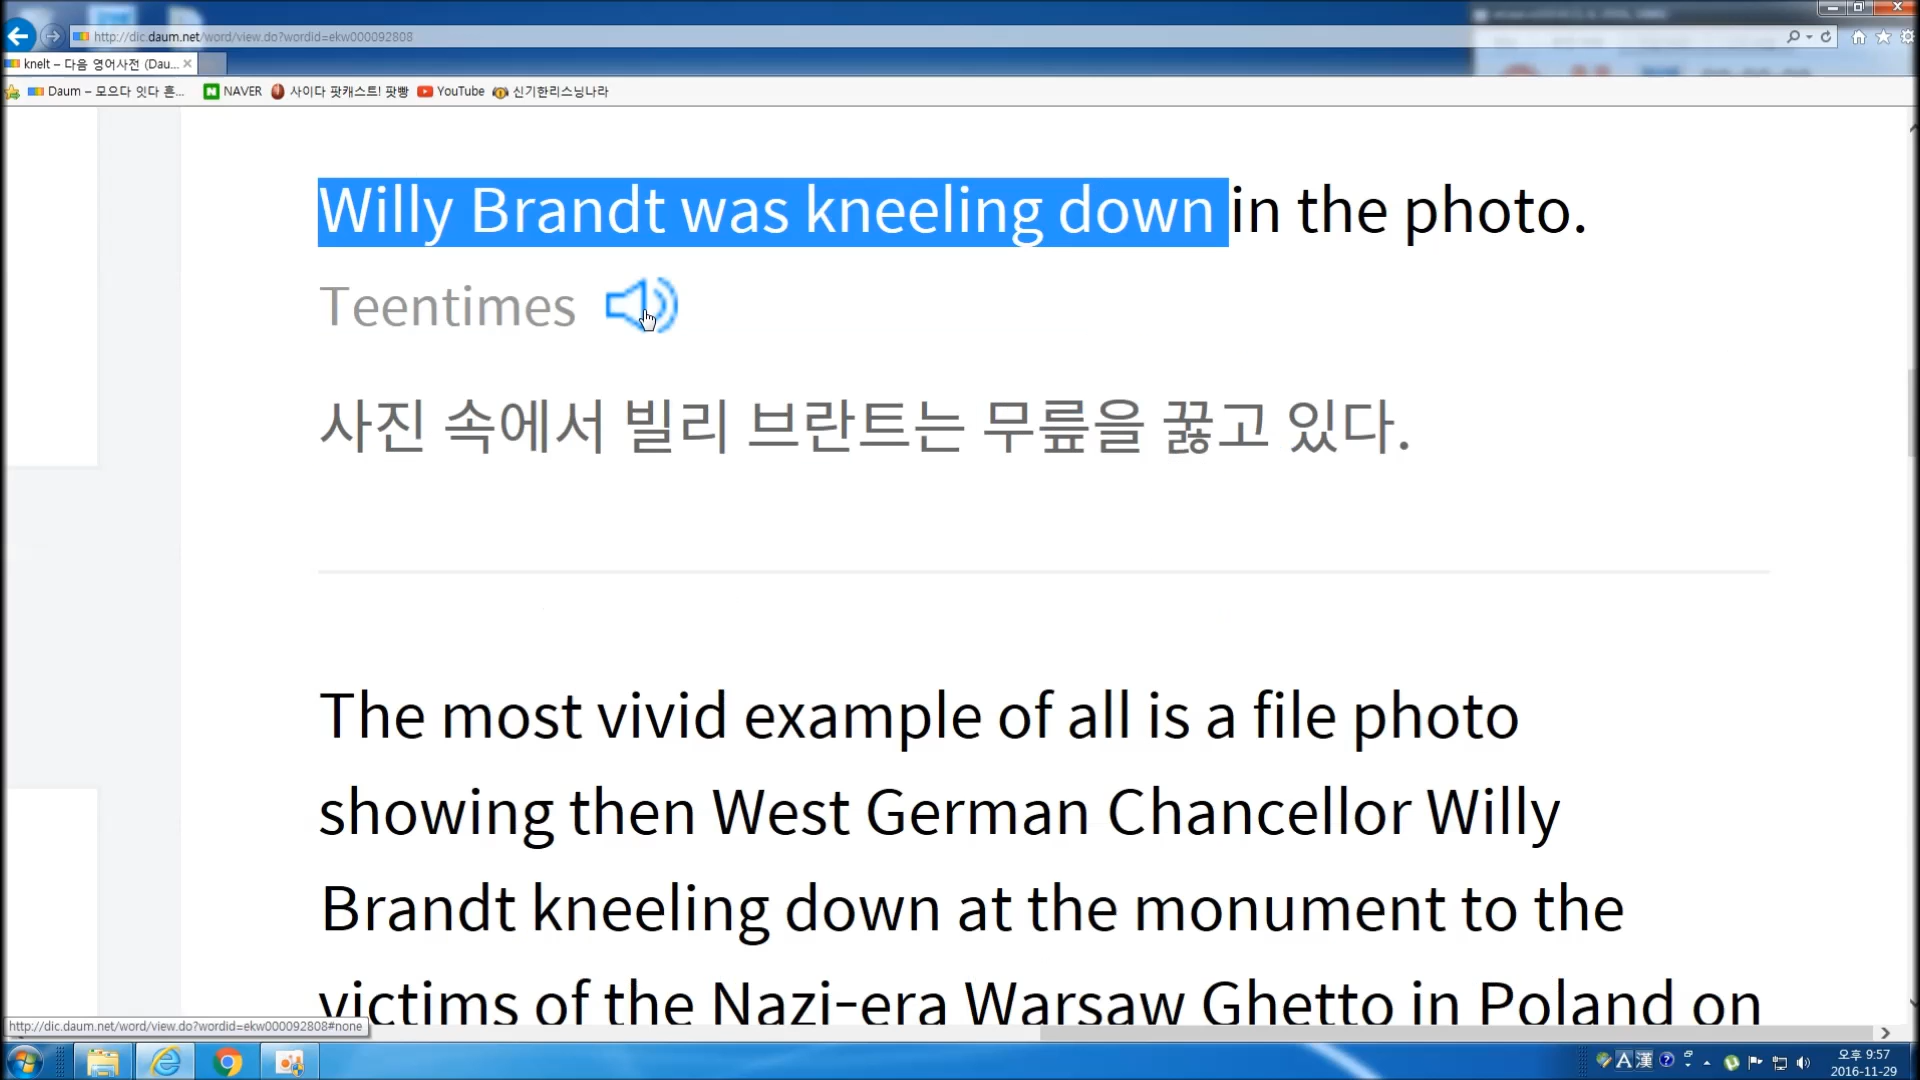 http://dic.daum.net/word/view.do?wordid=ekw000092808
knelt – 다음 영어사전 (Dau...
Daum – 모으다 잇다 흔... NAVER 사이다 팟캐스트! 팟빵 YouTube 신기한리스닝나라
Willy Brandt was kneeling down in the photo.
Teentimes
사진 속에서 빌리 브란트는 무릎을 꿇고 있다.
The most vivid example of all is a file photo
showing then West German Chancellor Willy
Brandt kneeling down at the monument to the
victims of the Nazi-era Warsaw Ghetto in Poland on
http://dic.daum.net/word/view.do?wordid=ekw000092808#none
A 漢
오후 9:57
2016-11-29